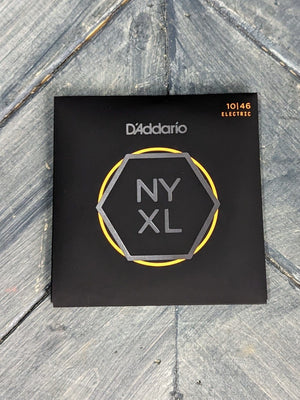 10|46
ELECTRIC
D'Addario
NY
XL